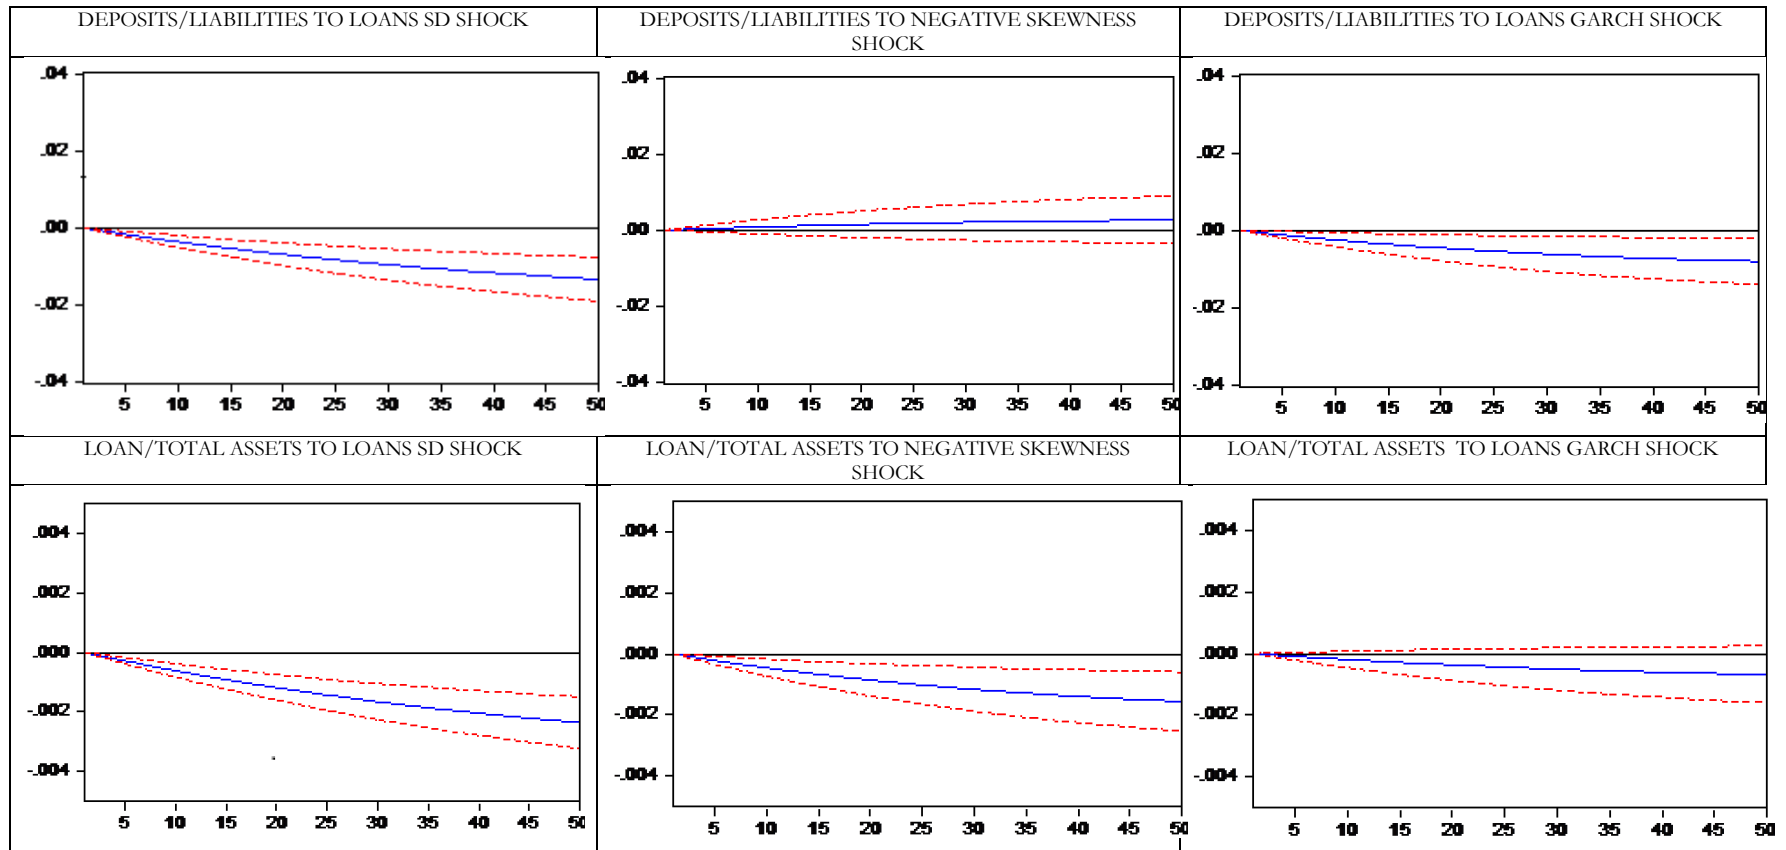 DEPOSITS/LIABILITIES TO LOANS SD SHOCK
DEPOSITS/LIABILITIES TO NEGATIVE SKEWNESS
SHOCK
DEPOSITS/LIABILITIES TO LOANS GARCH SHOCK
.04
.02
.00
-.02
-.04
5 10 15 20 25 30 35 40 45 50
.04
.02
.00
-.02
-.04
5 10 15 20 25 30 35 40 45 50
.04
.02
.00
-.02
-.04
5 10 15 20 25 30 35 40 45 50
LOAN/TOTAL ASSETS TO LOANS SD SHOCK
LOAN/TOTAL ASSETS TO NEGATIVE SKEWNESS
SHOCK
LOAN/TOTAL ASSETS TO LOANS GARCH SHOCK
.004
.002
.000
-.002
-.004
5 10 15 20 25 30 35 40 45 50
.004
.002
.000
-.002
-.004
5 10 15 20 25 30 35 40 45 50
.004
.002
.000
-.002
-.004
5 10 15 20 25 30 35 40 45 50